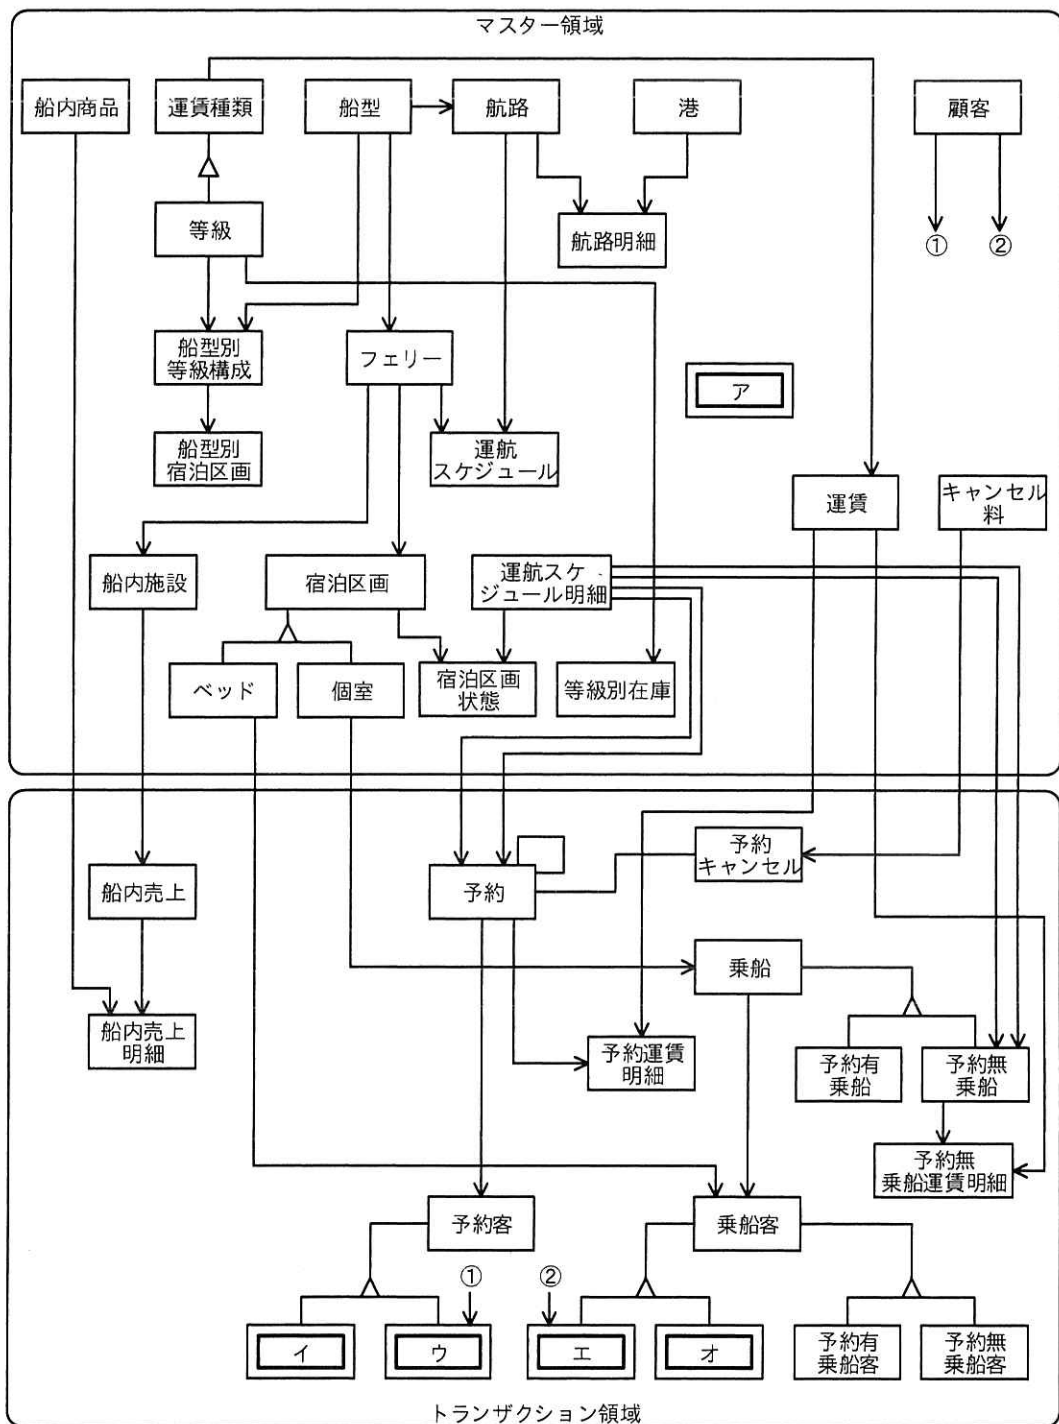 マスター領域
船内商品
運賃種類
船型
航路
港
顧客
等級
航路明細
①
②
船型別
等級構成
フェリー
ア
船型別
宿泊区画
運航
スケジュール
運賃
キャンセル
料
船内施設
宿泊区画
運航スケ
ジュール明細
ベッド
個室
宿泊区画
状態
等級別在庫
予約
キャンセル
船内売上
予約
乗船
船内売上
明細
予約運賃
明細
予約有
乗船
予約無
乗船
予約無
乗船運賃明細
予約客
乗船客
①
②
イ
ウ
エ
オ
予約有
乗船客
予約無
乗船客
トランザクション領域